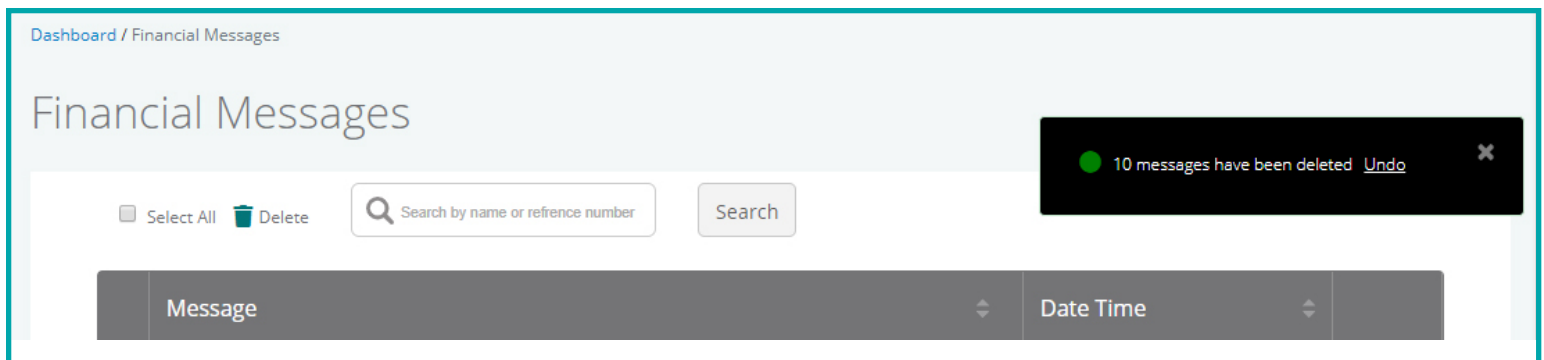 Dashboard / Financial Messages
Financial Messages
10 messages have been deleted Undo
Select All Delete Search by name or refrence number Search
Message Date Time